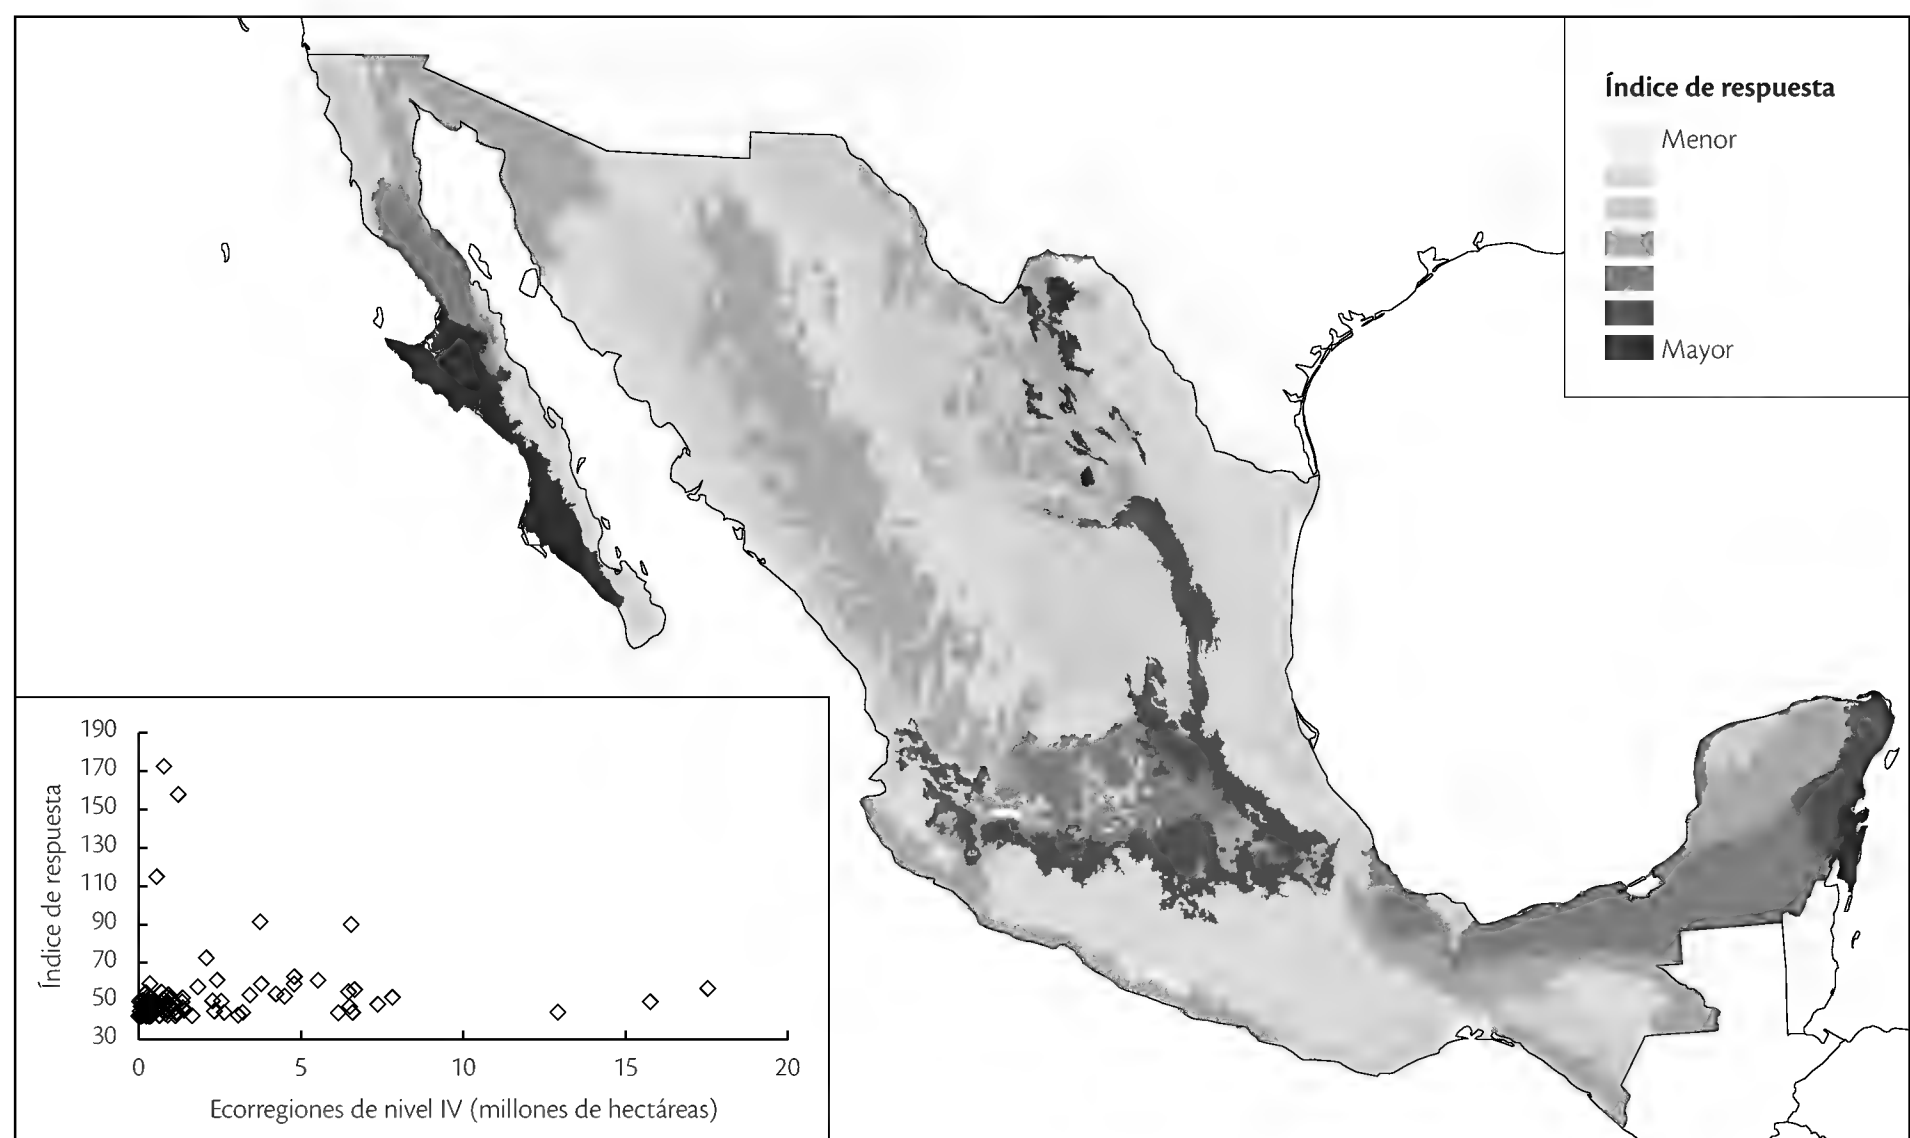 Índice de respuesta
Menor
Mayor
190
170
150
130
110
90
70
50
30
Índice de respuesta
0 5 10 15 20
Ecorregiones de nivel IV (millones de hectáreas)